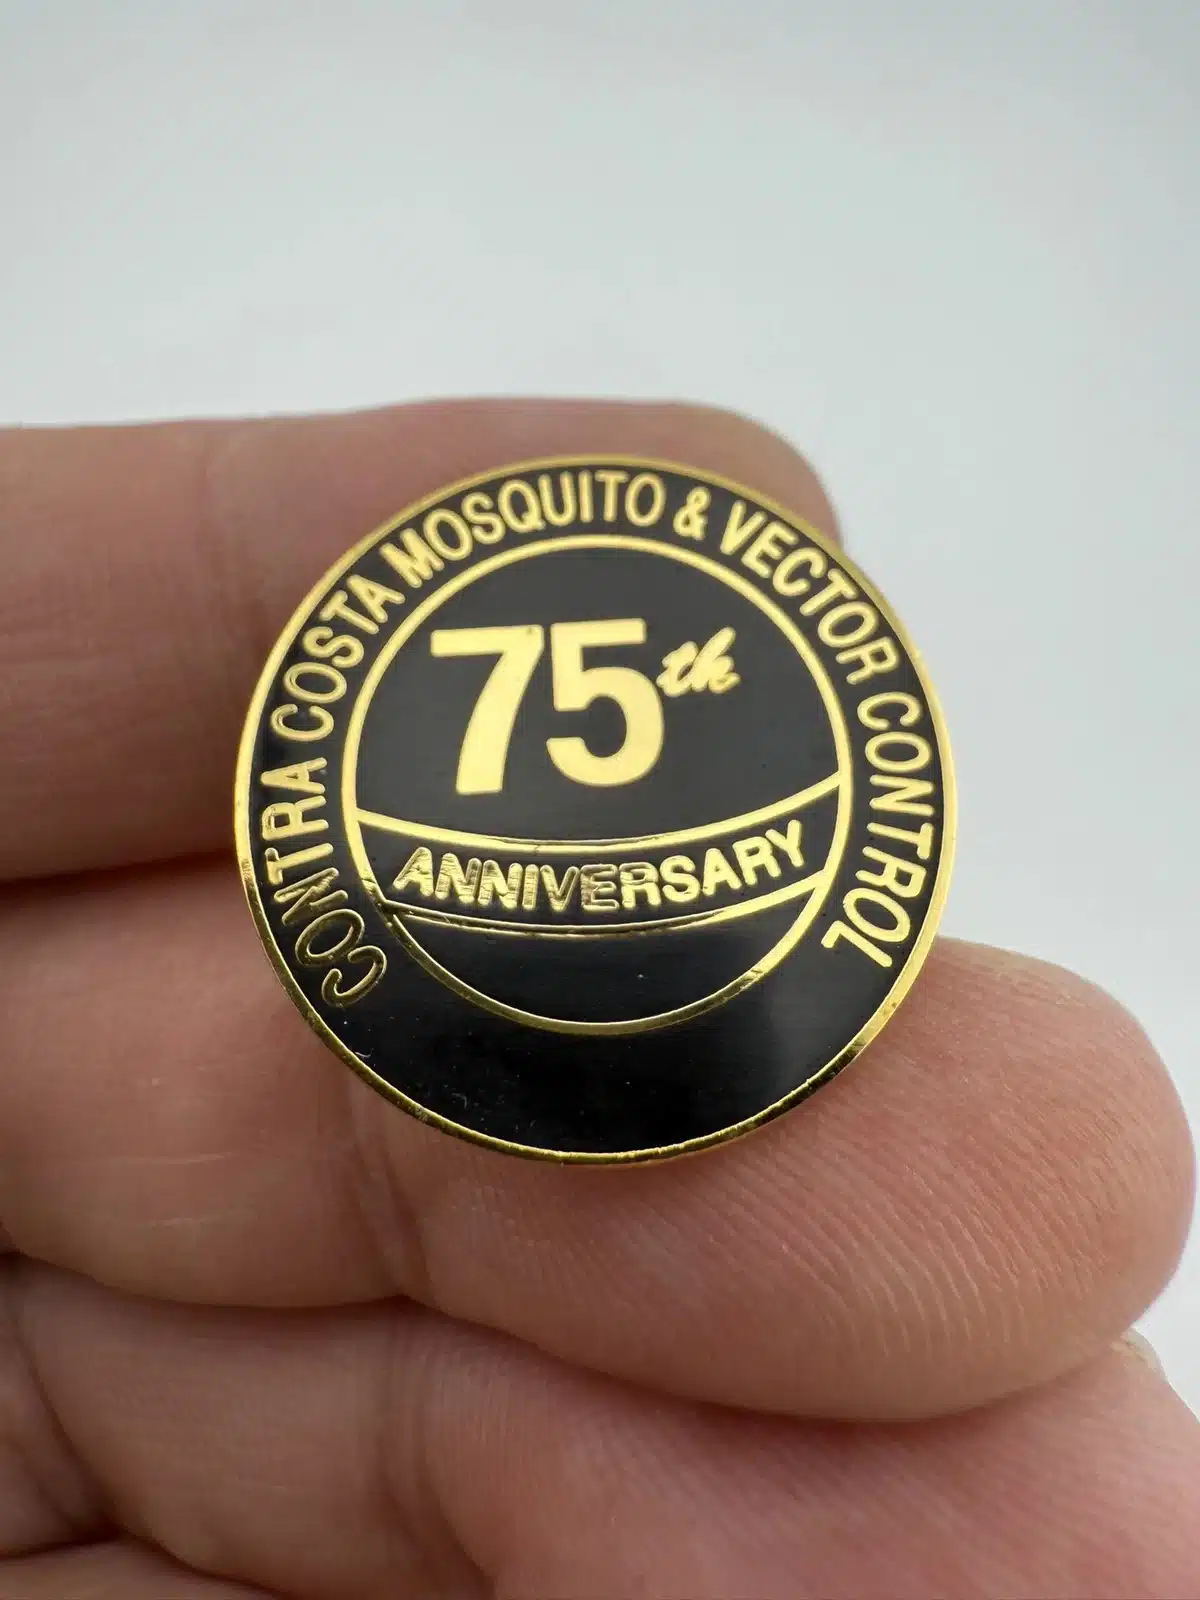 CONTRA COSTA MOSQUITO & VECTOR CONTROL
75th
ANNIVERSARY